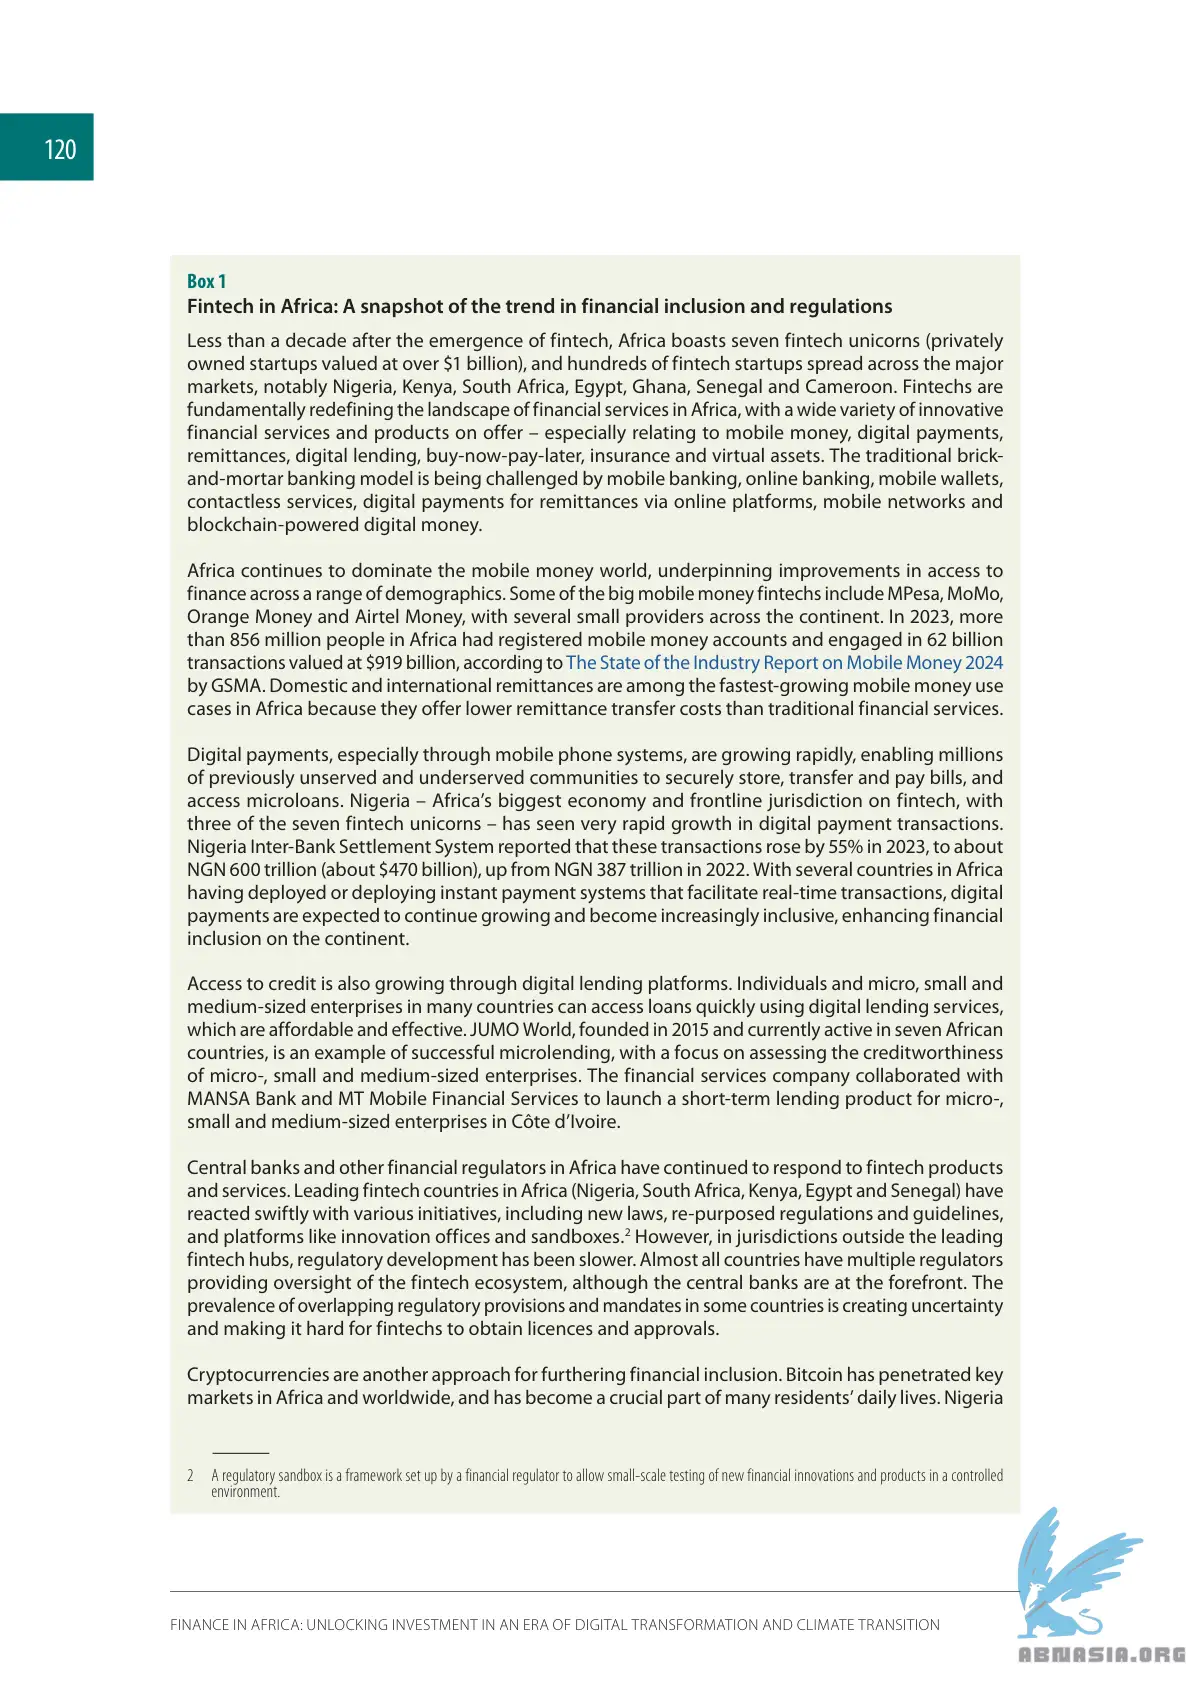 120
Box 1
Fintech in Africa: A snapshot of the trend in financial inclusion and regulations
Less than a decade after the emergence of fintech, Africa boasts seven fintech unicorns (privately
owned startups valued at over $1 billion), and hundreds of fintech startups spread across the major
markets, notably Nigeria, Kenya, South Africa, Egypt, Ghana, Senegal and Cameroon. Fintechs are
fundamentally redefining the landscape of financial services in Africa, with a wide variety of innovative
financial services and products on offer – especially relating to mobile money, digital payments,
remittances, digital lending, buy-now-pay-later, insurance and virtual assets. The traditional brick-
and-mortar banking model is being challenged by mobile banking, online banking, mobile wallets,
contactless services, digital payments for remittances via online platforms, mobile networks and
blockchain-powered digital money.
Africa continues to dominate the mobile money world, underpinning improvements in access to
finance across a range of demographics. Some of the big mobile money fintechs include MPesa, MoMo,
Orange Money and Airtel Money, with several small providers across the continent. In 2023, more
than 856 million people in Africa had registered mobile money accounts and engaged in 62 billion
transactions valued at $919 billion, according to The State of the Industry Report on Mobile Money 2024
by GSMA. Domestic and international remittances are among the fastest-growing mobile money use
cases in Africa because they offer lower remittance transfer costs than traditional financial services.
Digital payments, especially through mobile phone systems, are growing rapidly, enabling millions
of previously unserved and underserved communities to securely store, transfer and pay bills, and
access microloans. Nigeria – Africa’s biggest economy and frontline jurisdiction on fintech, with
three of the seven fintech unicorns – has seen very rapid growth in digital payment transactions.
Nigeria Inter-Bank Settlement System reported that these transactions rose by 55% in 2023, to about
NGN 600 trillion (about $470 billion), up from NGN 387 trillion in 2022. With several countries in Africa
having deployed or deploying instant payment systems that facilitate real-time transactions, digital
payments are expected to continue growing and become increasingly inclusive, enhancing financial
inclusion on the continent.
Access to credit is also growing through digital lending platforms. Individuals and micro, small and
medium-sized enterprises in many countries can access loans quickly using digital lending services,
which are affordable and effective. JUMO World, founded in 2015 and currently active in seven African
countries, is an example of successful microlending, with a focus on assessing the creditworthiness
of micro-, small and medium-sized enterprises. The financial services company collaborated with
MANSA Bank and MT Mobile Financial Services to launch a short-term lending product for micro-,
small and medium-sized enterprises in Côte d’Ivoire.
Central banks and other financial regulators in Africa have continued to respond to fintech products
and services. Leading fintech countries in Africa (Nigeria, South Africa, Kenya, Egypt and Senegal) have
reacted swiftly with various initiatives, including new laws, re-purposed regulations and guidelines,
and platforms like innovation offices and sandboxes.2 However, in jurisdictions outside the leading
fintech hubs, regulatory development has been slower. Almost all countries have multiple regulators
providing oversight of the fintech ecosystem, although the central banks are at the forefront. The
prevalence of overlapping regulatory provisions and mandates in some countries is creating uncertainty
and making it hard for fintechs to obtain licences and approvals.
Cryptocurrencies are another approach for furthering financial inclusion. Bitcoin has penetrated key
markets in Africa and worldwide, and has become a crucial part of many residents’ daily lives. Nigeria
2 A regulatory sandbox is a framework set up by a financial regulator to allow small-scale testing of new financial innovations and products in a controlled
environment.
FINANCE IN AFRICA: UNLOCKING INVESTMENT IN AN ERA OF DIGITAL TRANSFORMATION AND CLIMATE TRANSITION
ABNASIA.ORG